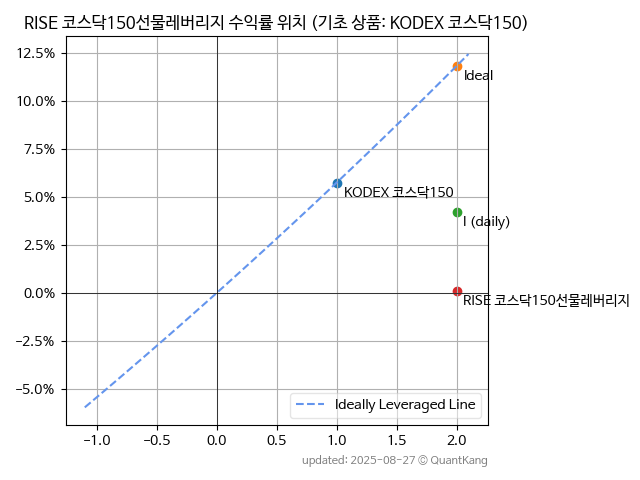 RISE 코스닥150선물레버리지 수익률 위치 (기초 상품: KODEX 코스닥150)
12.5%
Ideal
10.0%
7.5%
KODEX 코스닥150
5.0%
I (daily)
2.5%
0.0%
RISE 코스닥150선물레버리지
−2.5%
−5.0%
Ideally Leveraged Line
−1.0 −0.5 0.0 0.5 1.0 1.5 2.0
updated: 2025-08-27 © QuantKang